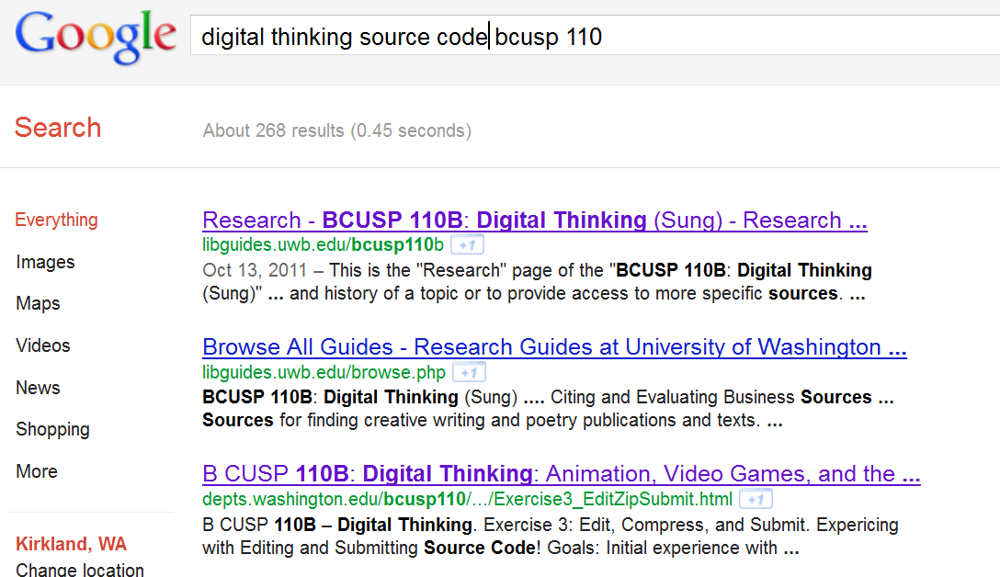 Google
digital thinking source code bcusp 110
Search
About 268 results (0.45 seconds)
Everything
Images
Maps
Videos
News
Shopping
More
Kirkland, WA
Change location
Research - BCUSP 110B: Digital Thinking (Sung) - Research ...
libguides.uwb.edu/bcusp110b +1
Oct 13, 2011 – This is the "Research" page of the "BCUSP 110B: Digital Thinking
(Sung)" ... and history of a topic or to provide access to more specific sources. ...
Browse All Guides - Research Guides at University of Washington ...
libguides.uwb.edu/browse.php +1
BCUSP 110B: Digital Thinking (Sung) .... Citing and Evaluating Business Sources ...
Sources for finding creative writing and poetry publications and texts. ...
B CUSP 110B: Digital Thinking: Animation, Video Games, and the ...
depts.washington.edu/bcusp110/.../Exercise3_EditZipSubmit.html +1
B CUSP 110B – Digital Thinking. Exercise 3: Edit, Compress, and Submit. Expericing
with Editing and Submitting Source Code! Goals: Initial experience with ...